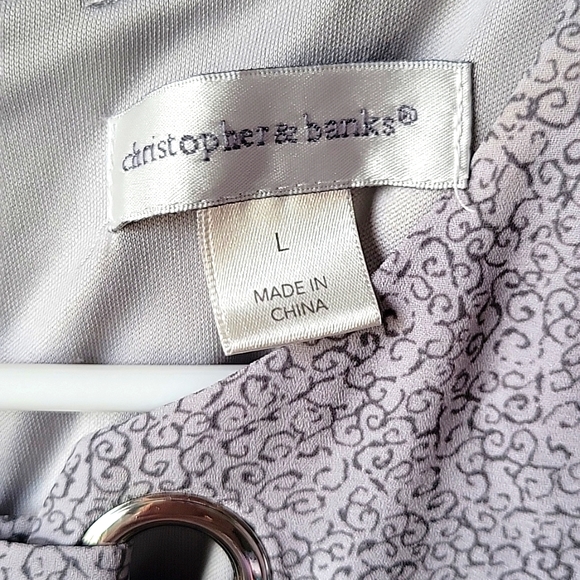 christopher & banks®
L
MADE IN
CHINA